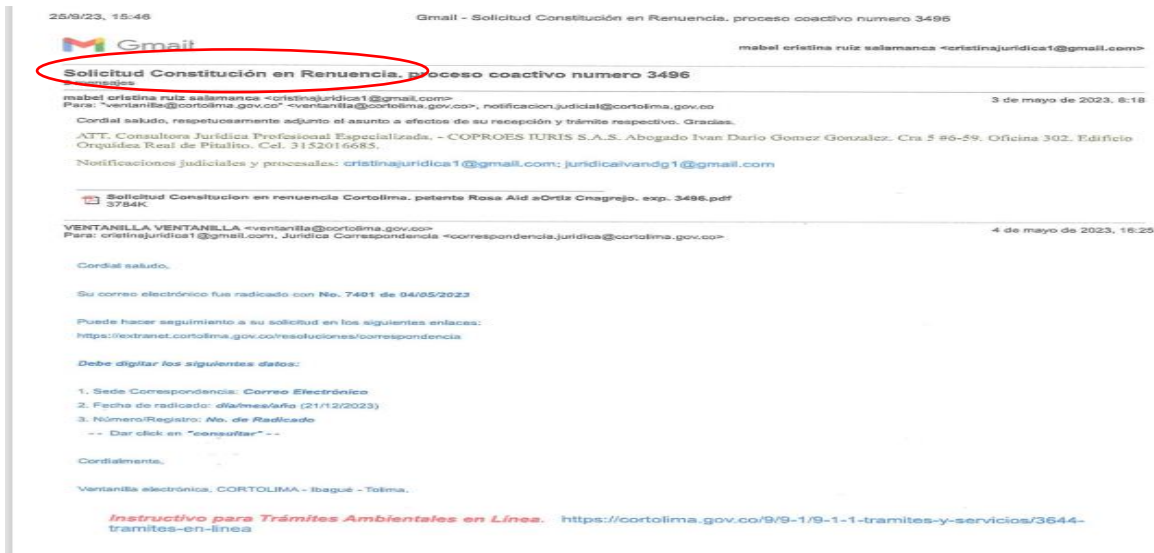 25/9/23, 15:46 Gmail - Solicitud Constitución en Renuencia. proceso coactivo numero 3496
Gmail mabel cristina ruiz salamanca <cristinajuridica1@gmail.com>
Solicitud Constitución en Renuencia. proceso coactivo numero 3496
mensajes
mabel cristina ruiz salamanca <cristinajuridica1@gmail.com> 3 de mayo de 2023, 8:18
Para: "ventanilla@cortolima.gov.co" <ventanilla@cortolima.gov.co>, notificacion.judicial@cortolima.gov.co
Cordial saludo, respetuosamente adjunto el asunto a efectos de su recepción y trámite respectivo. Gracias.
ATT. Consultora Jurídica Profesional Especializada. - COPROES IURIS S.A.S. Abogado Ivan Dario Gomez Gonzalez. Cra 5 #6-59. Oficina 302. Edificio
Orquídea Real de Pitalito. Cel. 3152016685.
Notificaciones judiciales y procesales: cristinajuridica1@gmail.com; juridicaivandg1@gmail.com
Solicitud Consitucion en renuencia Cortolima. petente Rosa Aid aOrtiz Cnagrejo. exp. 3496.pdf
3784K
VENTANILLA VENTANILLA <ventanilla@cortolima.gov.co> 4 de mayo de 2023, 16:25
Para: cristinajuridica1@gmail.com, Juridica Correspondencia <correspondencia.juridica@cortolima.gov.co>
Cordial saludo,
Su correo electrónico fue radicado con No. 7401 de 04/05/2023
Puede hacer seguimiento a su solicitud en los siguientes enlaces:
https://extranet.cortolima.gov.co/resoluciones/correspondencia
Debe digitar los siguientes datos:
1. Sede Correspondencia: Correo Electrónico
2. Fecha de radicado: día/mes/año (21/12/2023)
3. Número/Registro: No. de Radicado
-- Dar click en "consultar" --
Cordialmente,
Ventanilla electrónica, CORTOLIMA - Ibagué - Tolima.
Instructivo para Trámites Ambientales en Línea. https://cortolima.gov.co/9/9-1/9-1-1-tramites-y-servicios/3644-
tramites-en-linea